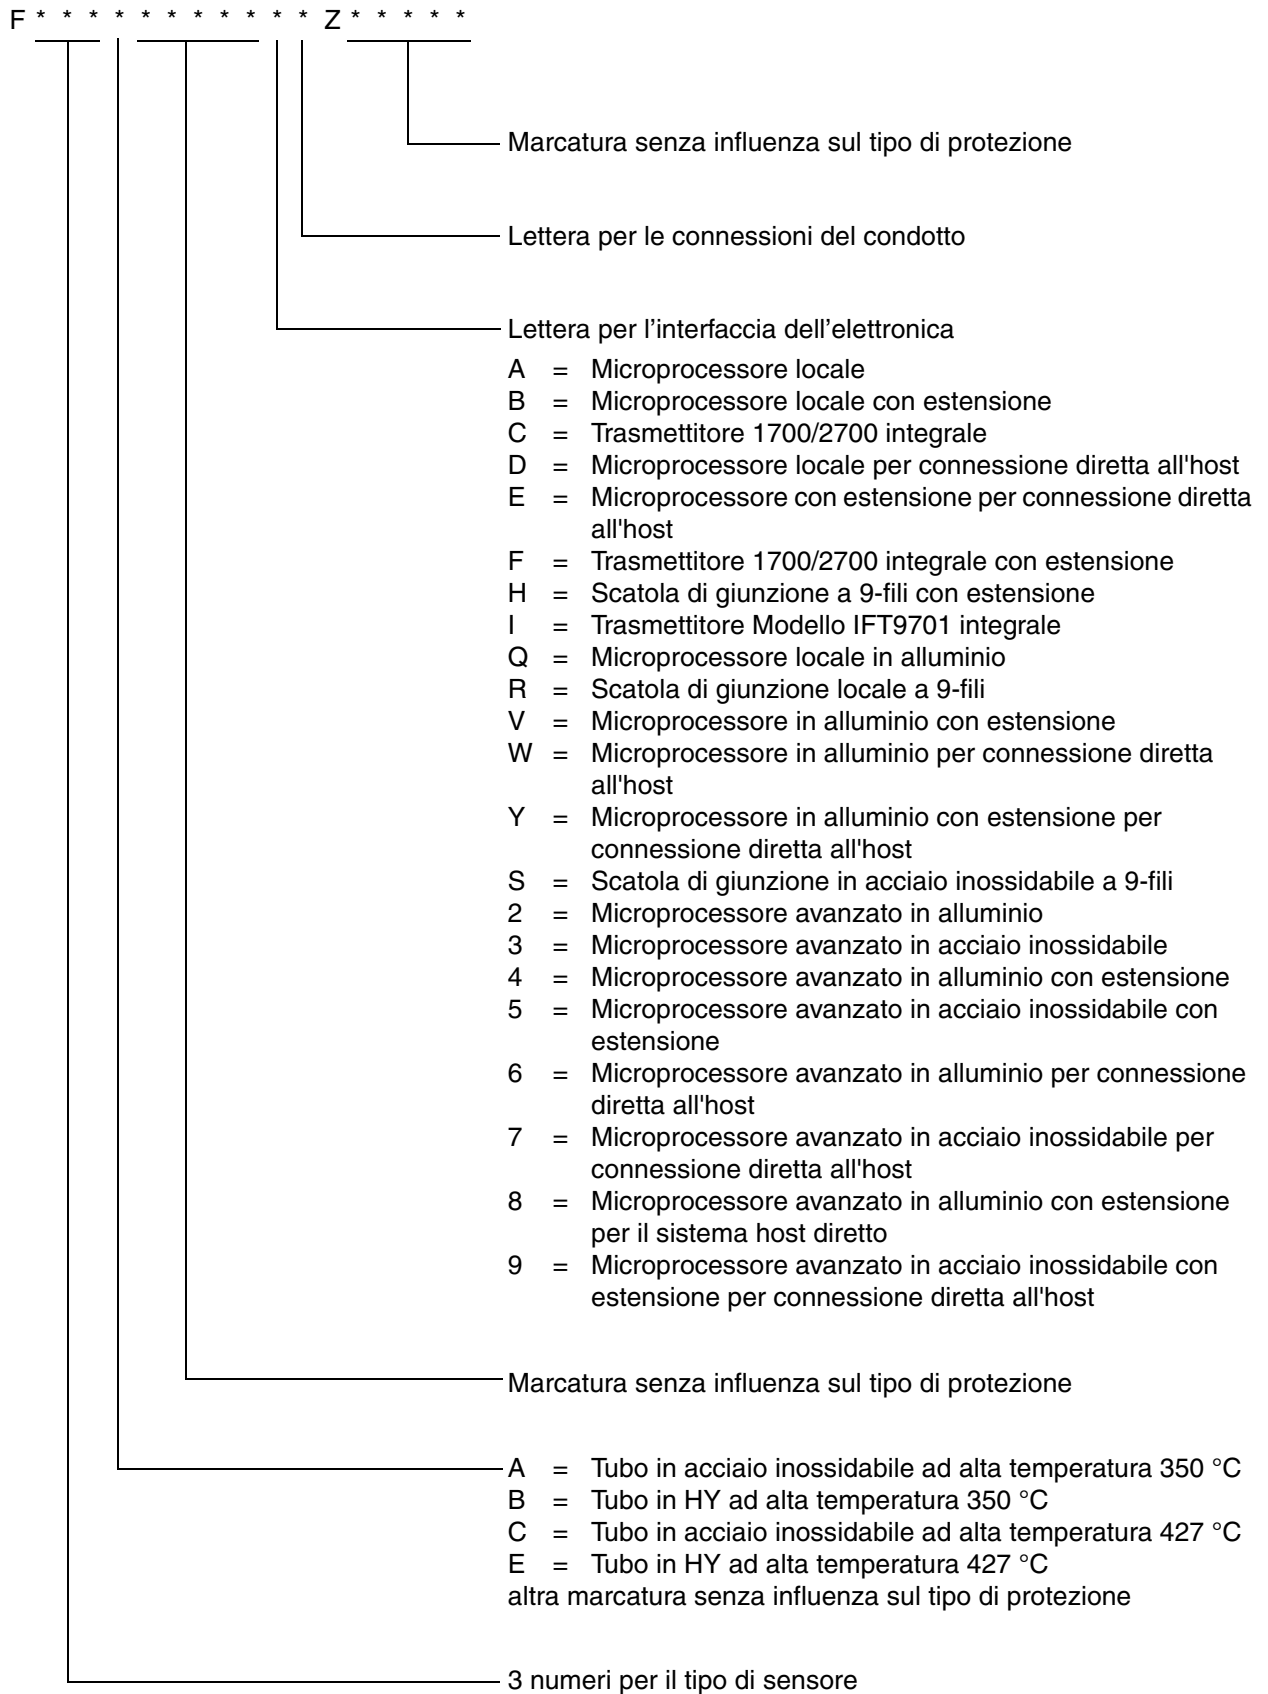 F * * * * * * * * * * * Z * * * * *
Marcatura senza influenza sul tipo di protezione
Lettera per le connessioni del condotto
Lettera per l’interfaccia dell’elettronica
A = Microprocessore locale
B = Microprocessore locale con estensione
C = Trasmettitore 1700/2700 integrale
D = Microprocessore locale per connessione diretta all'host
E = Microprocessore con estensione per connessione diretta
all'host
F = Trasmettitore 1700/2700 integrale con estensione
H = Scatola di giunzione a 9-fili con estensione
I = Trasmettitore Modello IFT9701 integrale
Q = Microprocessore locale in alluminio
R = Scatola di giunzione locale a 9-fili
V = Microprocessore in alluminio con estensione
W = Microprocessore in alluminio per connessione diretta
all'host
Y = Microprocessore in alluminio con estensione per
connessione diretta all'host
S = Scatola di giunzione in acciaio inossidabile a 9-fili
2 = Microprocessore avanzato in alluminio
3 = Microprocessore avanzato in acciaio inossidabile
4 = Microprocessore avanzato in alluminio con estensione
5 = Microprocessore avanzato in acciaio inossidabile con
estensione
6 = Microprocessore avanzato in alluminio per connessione
diretta all'host
7 = Microprocessore avanzato in acciaio inossidabile per
connessione diretta all'host
8 = Microprocessore avanzato in alluminio con estensione
per il sistema host diretto
9 = Microprocessore avanzato in acciaio inossidabile con
estensione per connessione diretta all'host
Marcatura senza influenza sul tipo di protezione
A = Tubo in acciaio inossidabile ad alta temperatura 350 °C
B = Tubo in HY ad alta temperatura 350 °C
C = Tubo in acciaio inossidabile ad alta temperatura 427 °C
E = Tubo in HY ad alta temperatura 427 °C
altra marcatura senza influenza sul tipo di protezione
3 numeri per il tipo di sensore